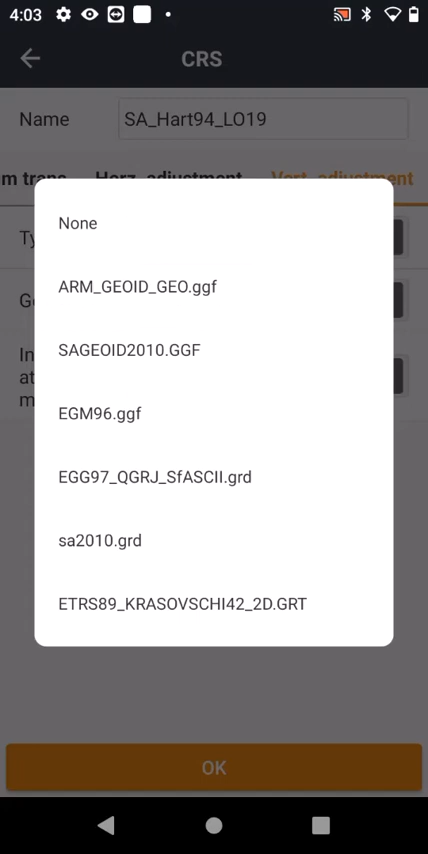 4:03
CRS
Name
SA_Hart94_LO19
m trans
Horz. adjustment
Vert. adjustment
Ty
None
ARM_GEOID_GEO.ggf
Ge
SAGEOID2010.GGF
In
at
m
EGM96.ggf
EGG97_QGRJ_SfASCII.grd
sa2010.grd
ETRS89_KRASOVSCHI42_2D.GRT
OK